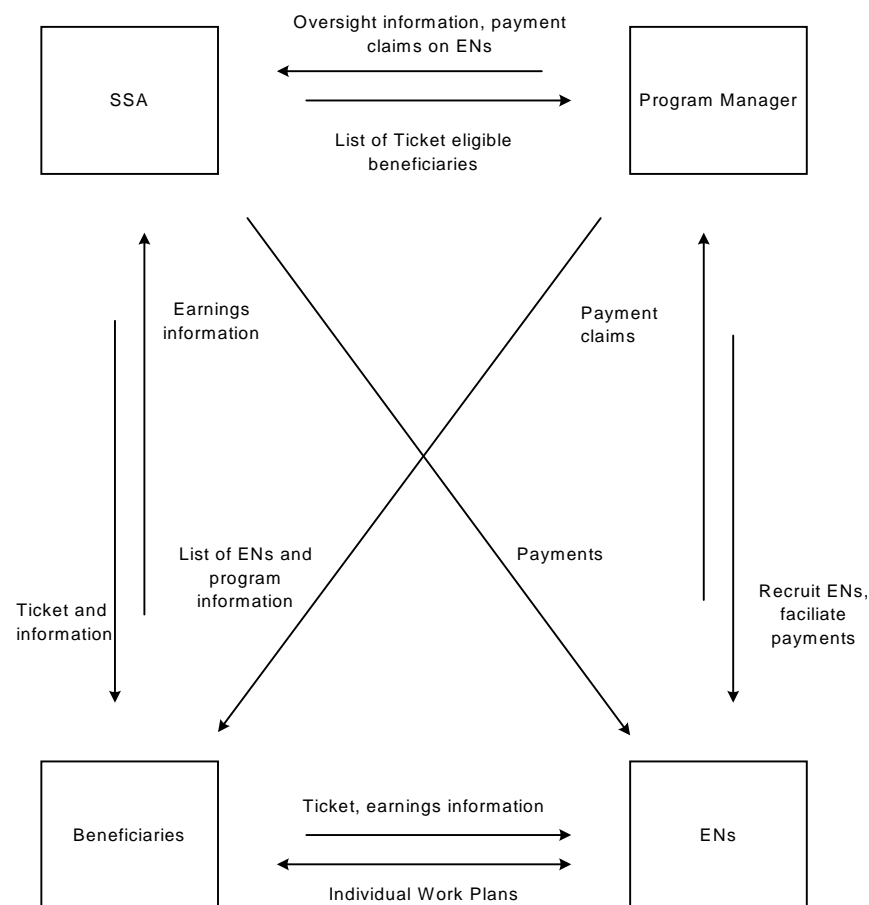 Oversight information, payment
claims on ENs
SSA
Program Manager
List of Ticket eligible
beneficiaries
Earnings
information
Payment
claims
List of ENs and
program
information
Payments
Ticket and
information
Recruit ENs,
faciliate
payments
Ticket, earnings information
Beneficiaries
ENs
Individual Work Plans